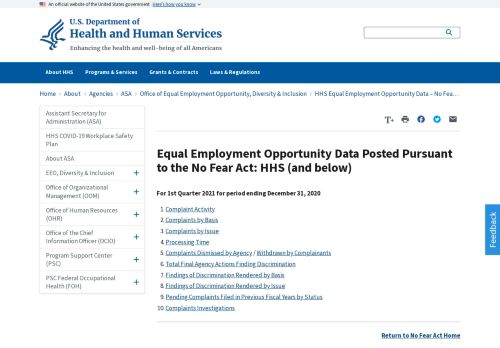 An official website of the United States government Here's how you know
U.S. Department of
Health and Human Services
Enhancing the health and well-being of all Americans
About HHS Programs & Services Grants & Contracts Laws & Regulations
Home > About > Agencies > ASA > Office of Equal Employment Opportunity, Diversity & Inclusion > HHS Equal Employment Opportunity Data – No Fea...
Assistant Secretary for
Administration (ASA)
HHS COVID-19 Workplace Safety
Plan
About ASA
EEO, Diversity & Inclusion +
Office of Organizational
Management (OOM) +
Office of Human Resources
(OHR) +
Office of the Chief
Information Officer (OCIO) +
Program Support Center
(PSC) +
PSC Federal Occupational
Health (FOH) +
T+
Equal Employment Opportunity Data Posted Pursuant
to the No Fear Act: HHS (and below)
For 1st Quarter 2021 for period ending December 31, 2020
1. Complaint Activity
2. Complaints by Basis
3. Complaints by Issue
4. Processing Time
5. Complaints Dismissed by Agency / Withdrawn by Complainants
6. Total Final Agency Actions Finding Discrimination
7. Findings of Discrimination Rendered by Basis
8. Findings of Discrimination Rendered by Issue
9. Pending Complaints Filed in Previous Fiscal Years by Status
10. Complaints Investigations
Return to No Fear Act Home
Feedback